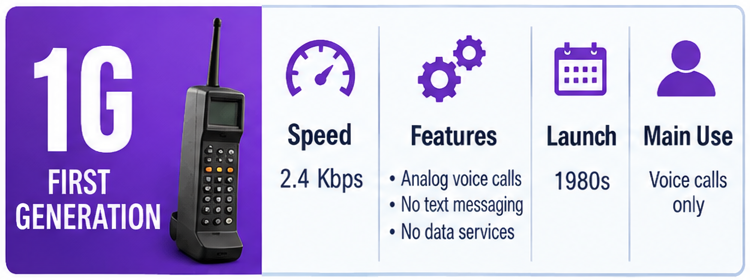 1G
FIRST
GENERATION
Speed
2.4 Kbps
Features
• Analog voice calls
• No text messaging
• No data services
Launch
1980s
Main Use
Voice calls
only